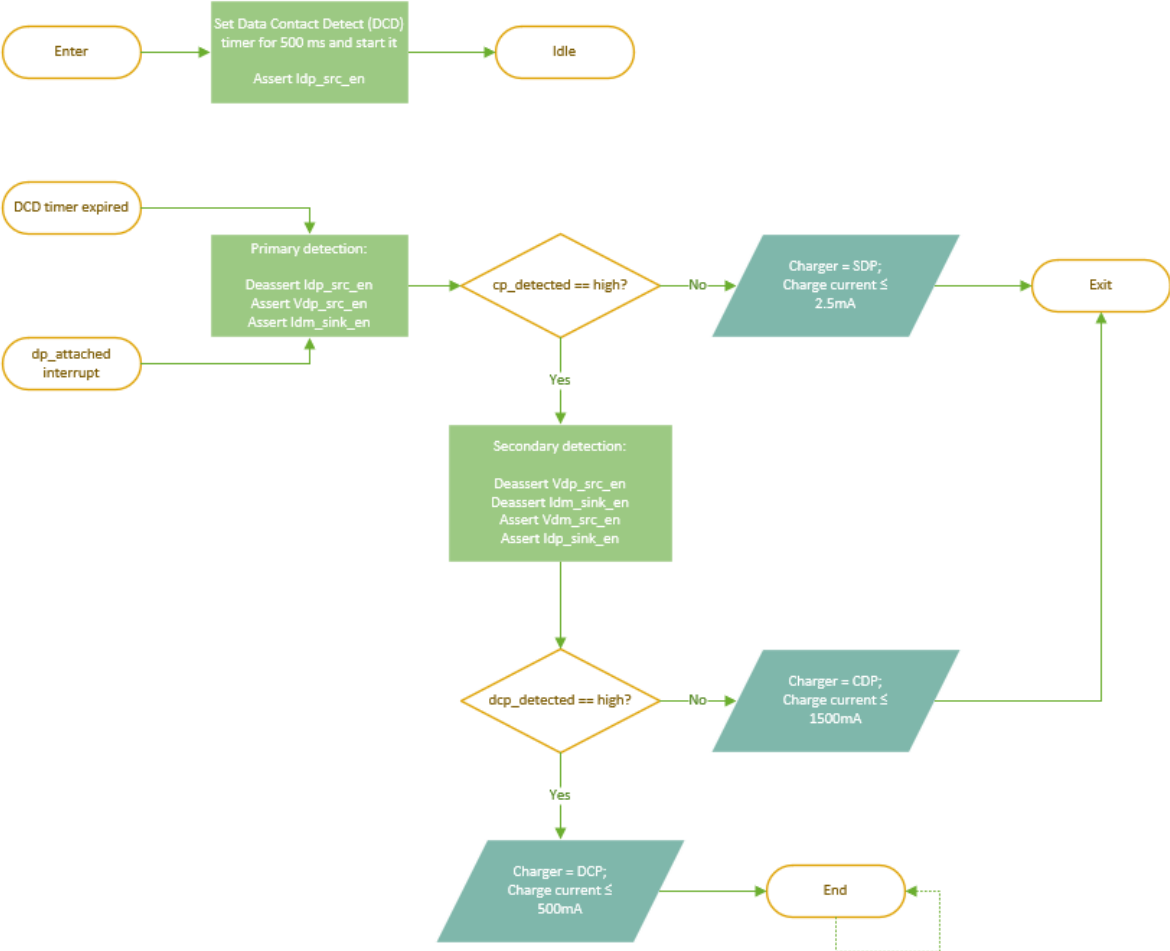 Enter
Set Data Contact Detect (DCD)
timer for 500 ms and start it
Assert Idp_src_en
Idle
DCD timer expired
dp_attached
interrupt
Primary detection:
Deassert Idp_src_en
Assert Vdp_src_en
Assert Idm_sink_en
cp_detected == high?
No
Charger = SDP;
Charge current ≤
2.5mA
Exit
Yes
Secondary detection:
Deassert Vdp_src_en
Deassert Idm_sink_en
Assert Vdm_src_en
Assert Idp_sink_en
dcp_detected == high?
No
Charger = CDP;
Charge current ≤
1500mA
Yes
Charger = DCP;
Charge current ≤
500mA
End